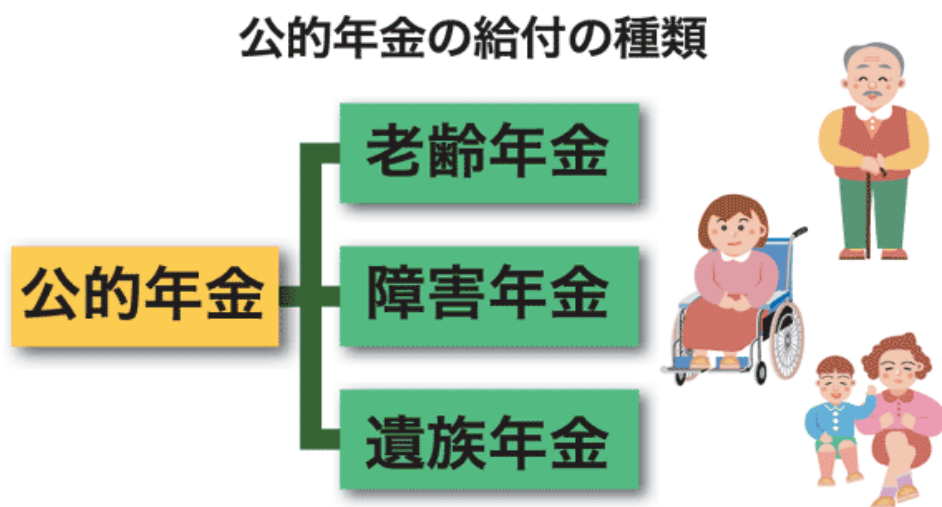 公的年金の給付の種類
老齢年金
公的年金
障害年金
遺族年金